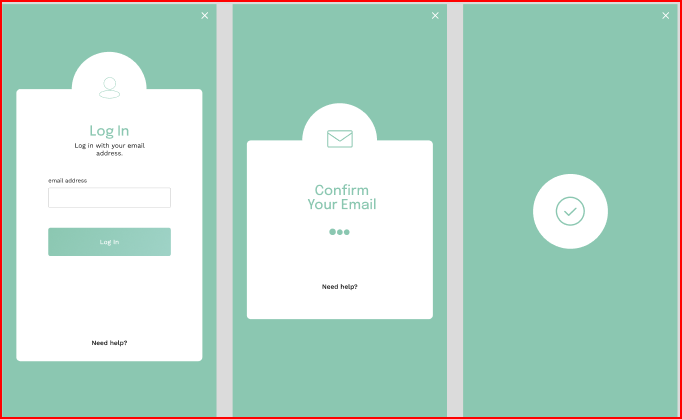 Log In
Log in with your email
address.
email address
Log In
Need help?
Confirm
Your Email
Need help?